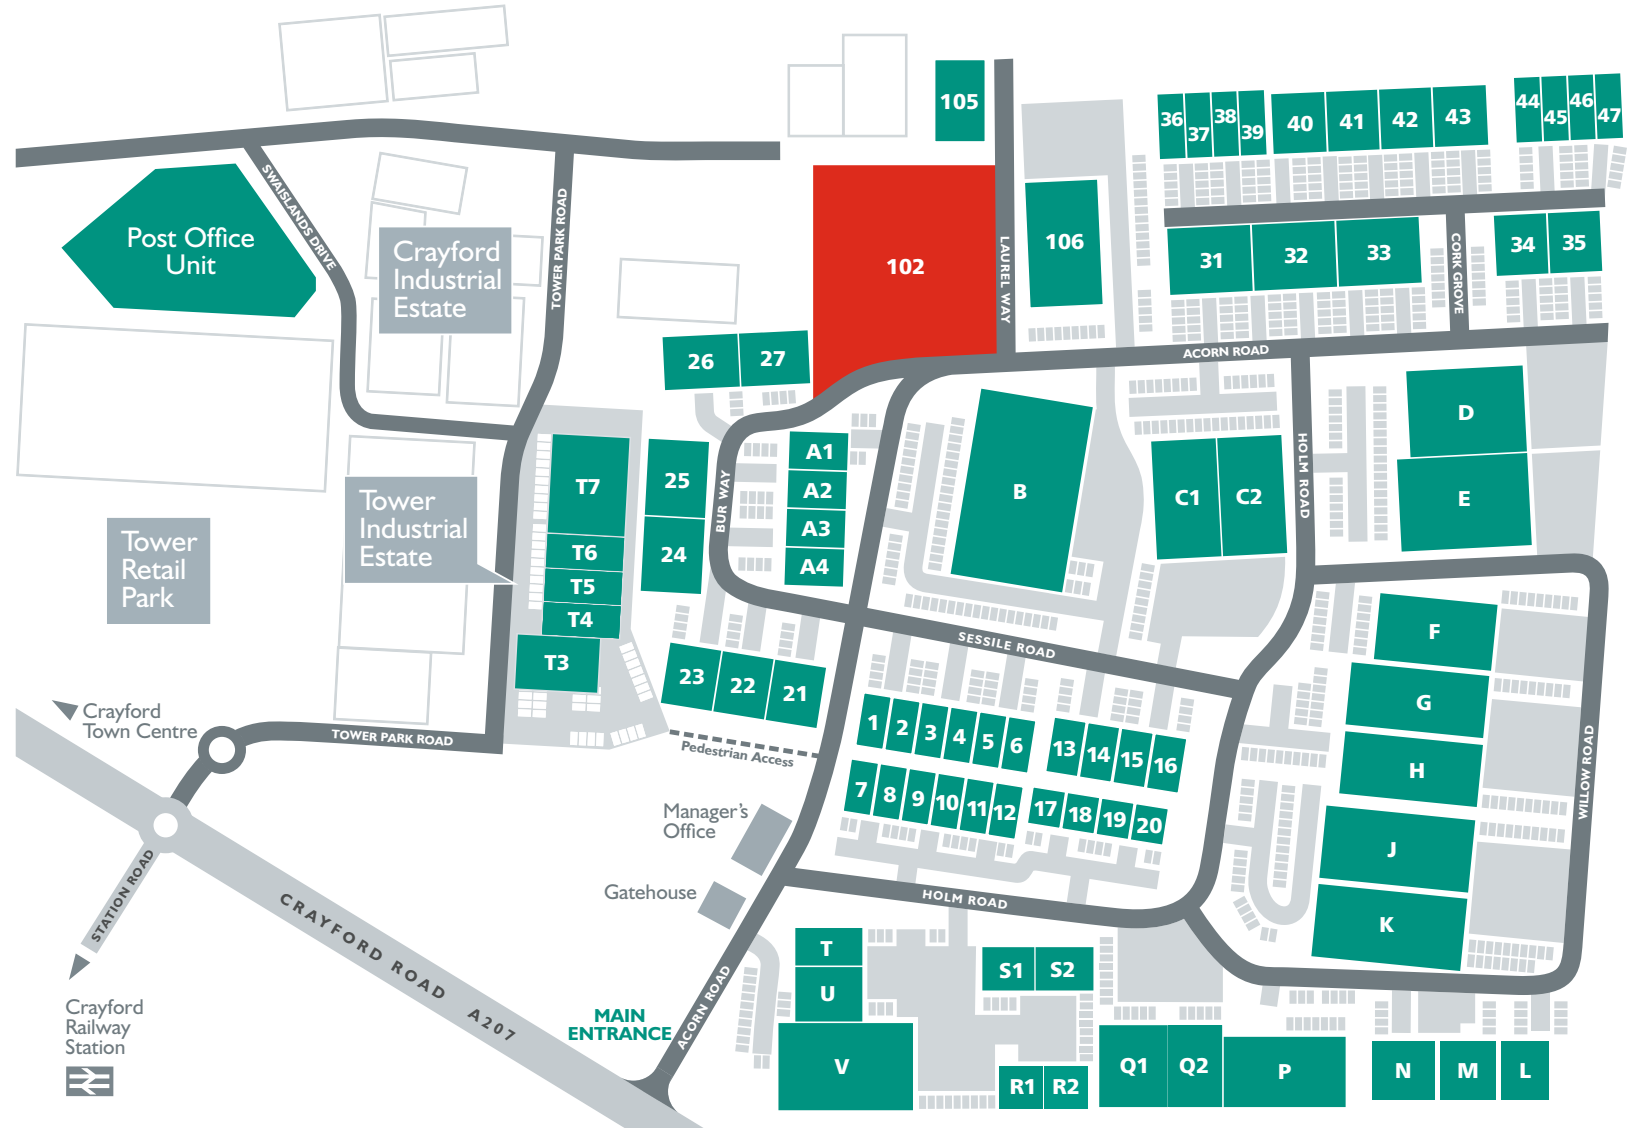 105
36
37
38
39
40
41
42
43
44
45
46
47
SWAISLANDS DRIVE
TOWER PARK ROAD
Post Office
Unit
Crayford
Industrial
Estate
102
LAUREL WAY
106
31
32
33
CORK GROVE
34
35
26
27
ACORN ROAD
D
E
HOLM ROAD
C1
C2
B
A1
A2
A3
A4
BUR WAY
25
24
T7
T6
T5
T4
T3
Tower
Industrial
Estate
Tower
Retail
Park
23
22
21
SESSILE ROAD
F
G
H
J
K
WILLOW ROAD
1
2
3
4
5
6
13
14
15
16
7
8
9
10
11
12
17
18
19
20
Crayford
Town Centre
TOWER PARK ROAD
Pedestrian Access
Manager's
Office
Gatehouse
HOLM ROAD
STATION ROAD
CRAYFORD ROAD A207
Crayford
Railway
Station
MAIN
ENTRANCE
ACORN ROAD
T
U
V
S1
S2
R1
R2
Q1
Q2
P
N
M
L